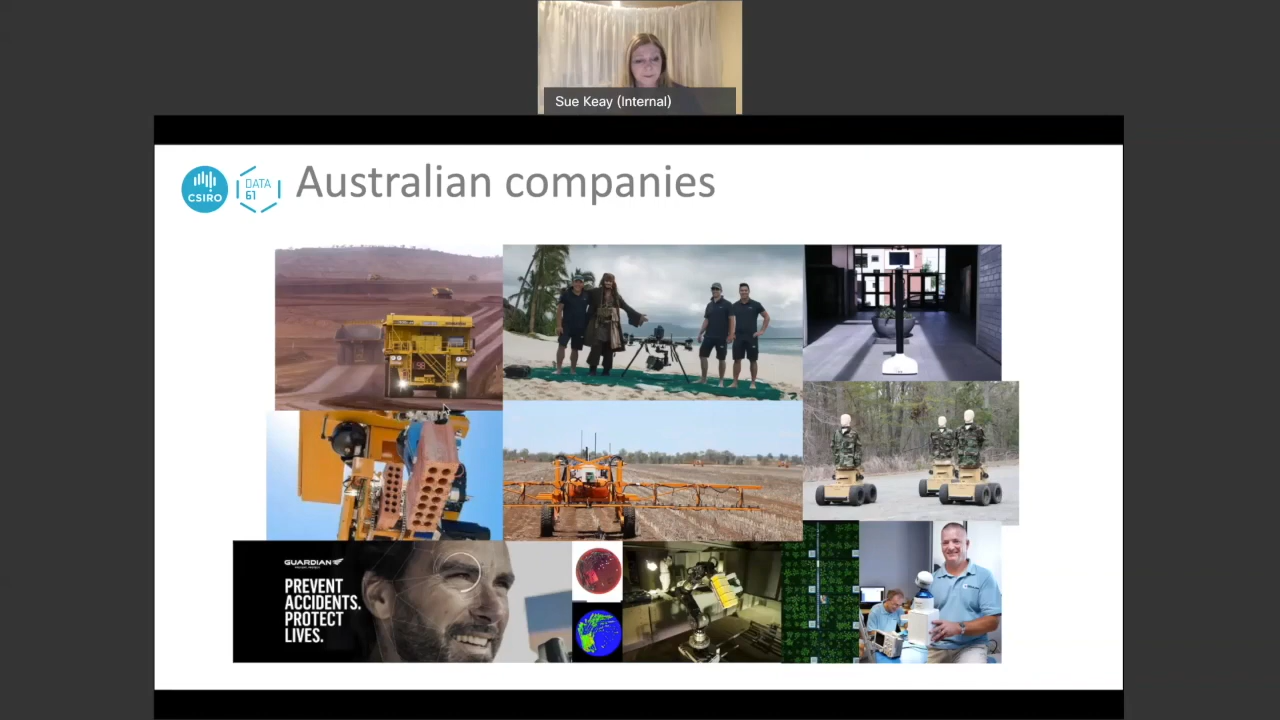 Sue Keay (Internal)
CSIRO
DATA
61
Australian companies
GUARDIAN
PREVENT
ACCIDENTS.
PROTECT
LIVES.